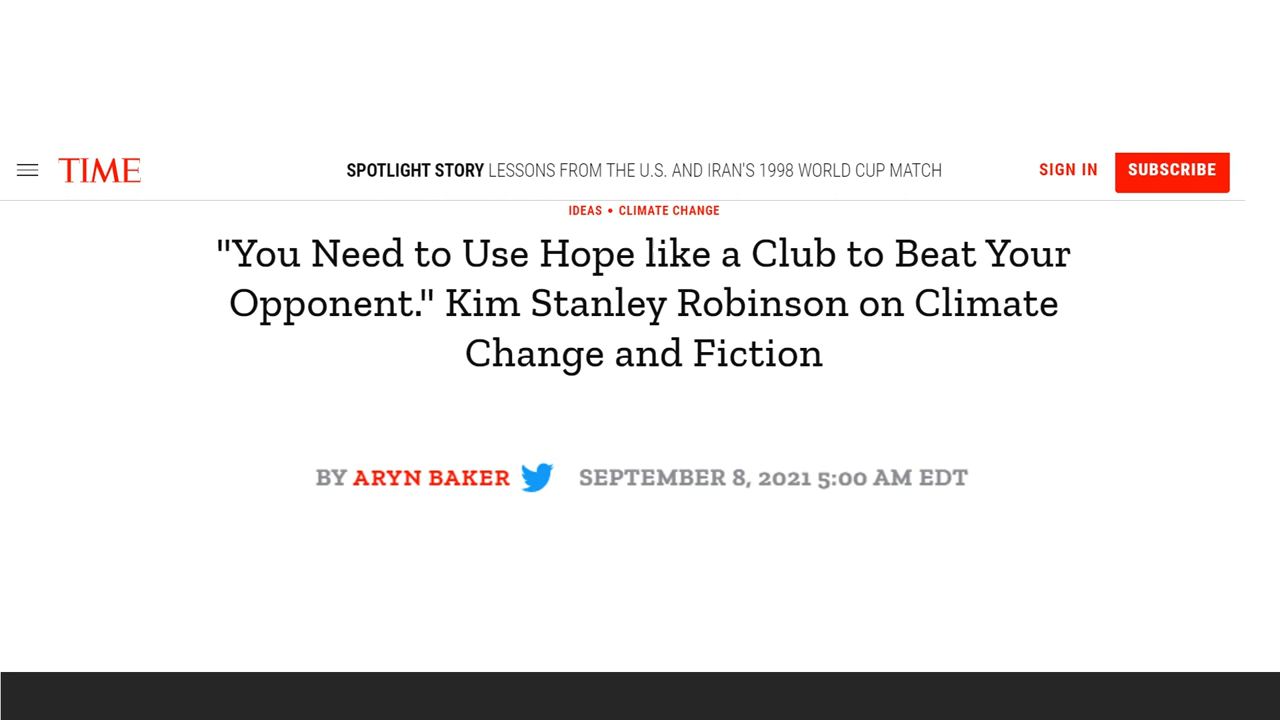 TIME
SPOTLIGHT STORY LESSONS FROM THE U.S. AND IRAN'S 1998 WORLD CUP MATCH
SIGN IN
SUBSCRIBE
IDEAS • CLIMATE CHANGE
"You Need to Use Hope like a Club to Beat Your
Opponent." Kim Stanley Robinson on Climate
Change and Fiction
BY ARYN BAKER
SEPTEMBER 8, 2021 5:00 AM EDT